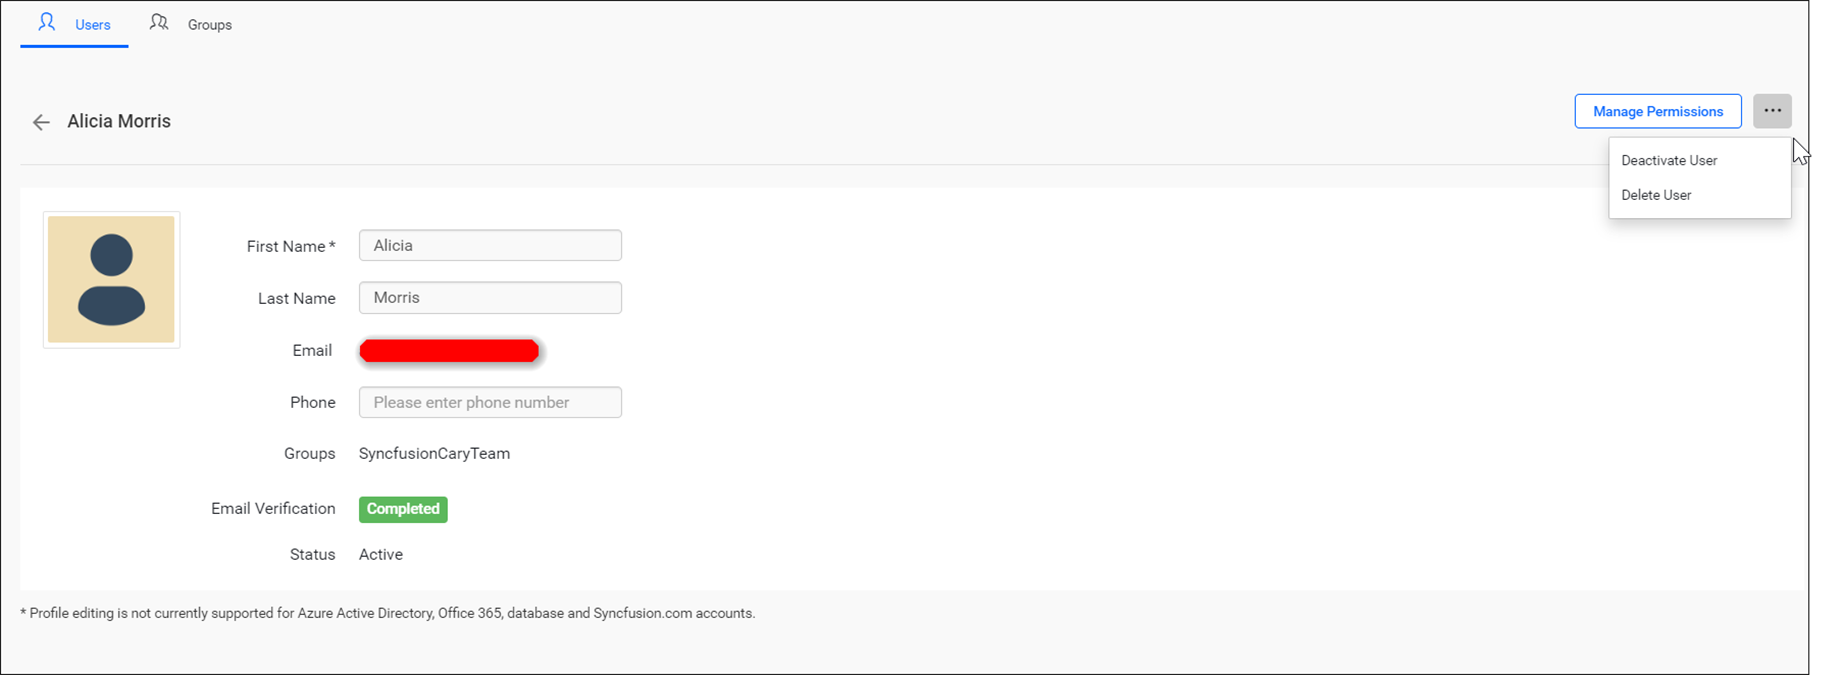 Users
Groups
Alicia Morris
Manage Permissions
...
Deactivate User
Delete User
First Name *
Alicia
Last Name
Morris
Email
Phone
Please enter phone number
Groups
SyncfusionCaryTeam
Email Verification
Completed
Status
Active
* Profile editing is not currently supported for Azure Active Directory, Office 365, database and Syncfusion.com accounts.